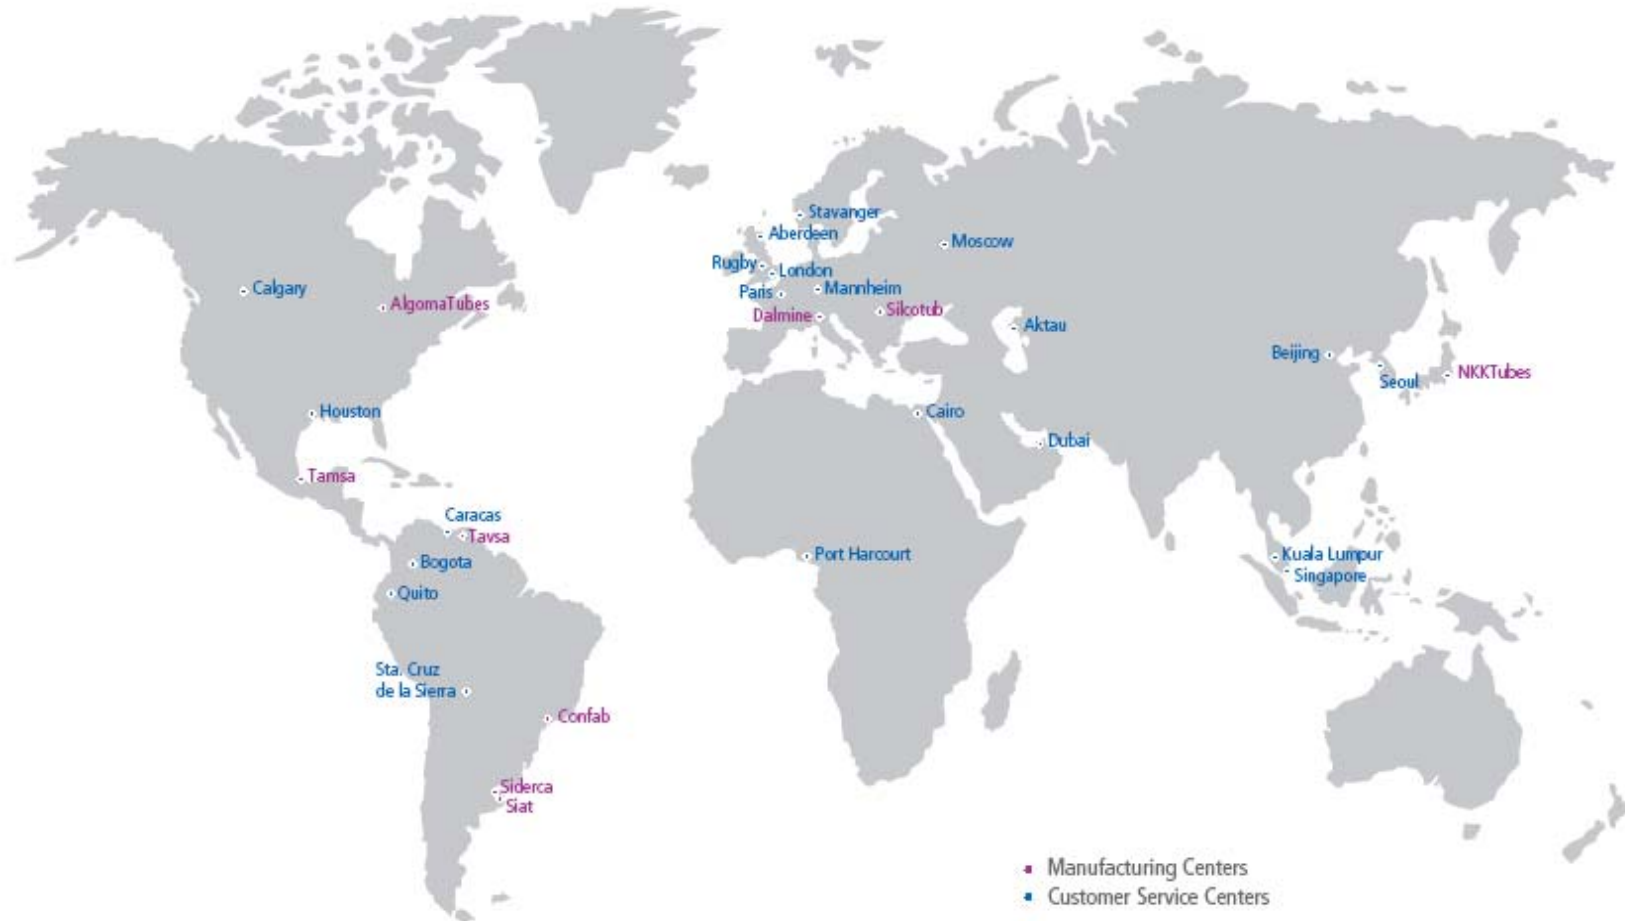 Stavanger
Aberdeen
Moscow
Rugby
London
Calgary
Paris
Mannheim
AlgomaTubes
Dalmine
Silcotub
Aktau
Beijing
Seoul
NKKTubes
Houston
Cairo
Dubai
Tamsa
Caracas
Tavsa
Bogota
Port Harcourt
Kuala Lumpur
Singapore
Quito
Sta. Cruz
de la Sierra
Confab
Siderca
Siat
Manufacturing Centers
Customer Service Centers